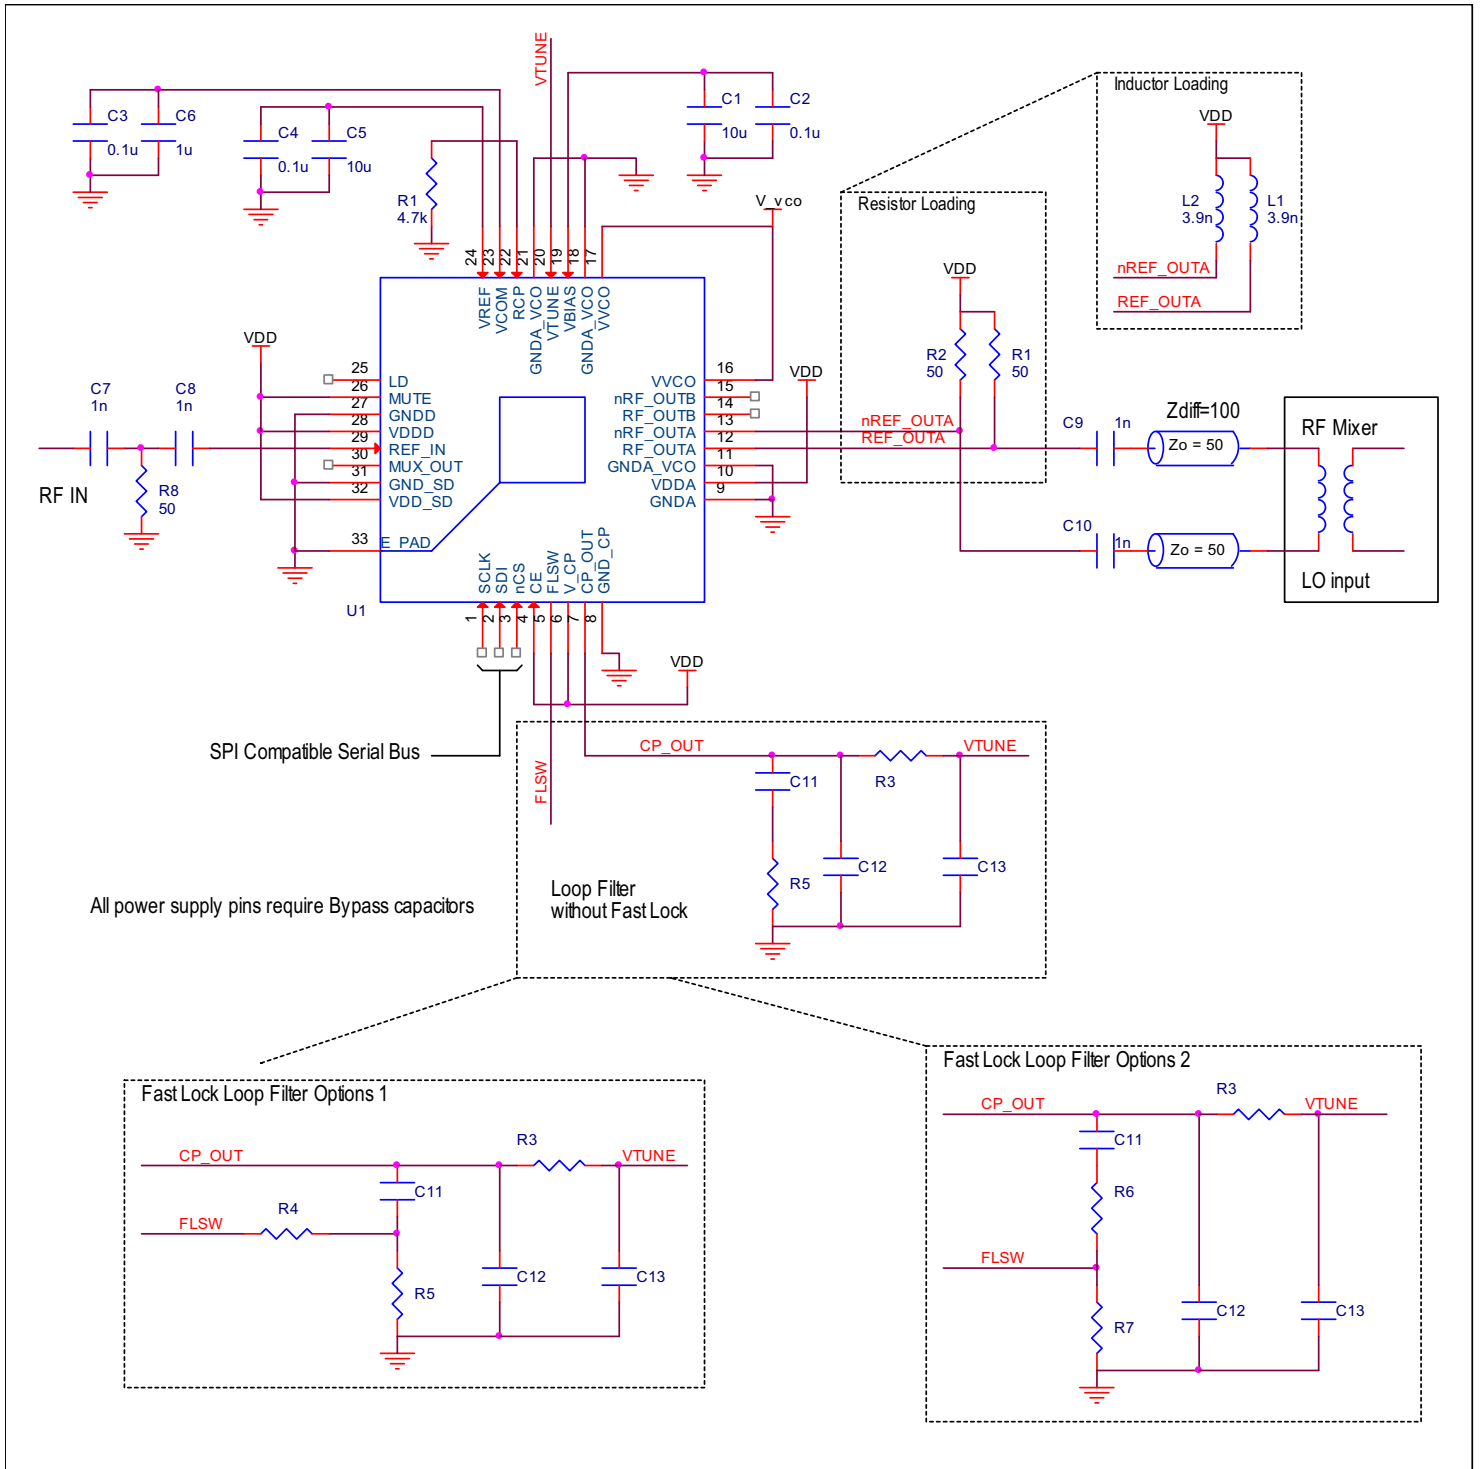 VTUNE
C3
0.1u
C6
1u
C4
0.1u
C5
10u
R1
4.7k
C1
10u
C2
0.1u
V_vco
Inductor Loading
VDD
L2
3.9n
L1
3.9n
nREF_OUTA
REF_OUTA
Resistor Loading
VDD
R2
50
R1
50
24
23
22
21
20
19
18
17
VREF
VCOM
RCP
GNDA_VCO
VTUNE
VBIAS
GNDA_VCO
VVCO
VDD
25
26
27
28
29
30
31
32
33
LD
MUTE
GNDD
VDDD
REF_IN
MUX_OUT
GND_SD
VDD_SD
E_PAD
C7
1n
C8
1n
RF IN
R8
50
VVCO
nRF_OUTB
RF_OUTB
nRF_OUTA
RF_OUTA
GNDA_VCO
VDDA
GNDA
16
15
14
13
12
11
10
9
VDD
nREF_OUTA
REF_OUTA
C9
1n
Zdiff=100
Zo = 50
RF Mixer
C10
1n
Zo = 50
LO input
SCLK
SDI
nCS
CE
FLSW
V_CP
CP_OUT
GND_CP
U1
1
2
3
4
5
6
7
8
VDD
SPI Compatible Serial Bus
FLSW
CP_OUT
VTUNE
C11
R3
R5
C12
C13
Loop Filter
without Fast Lock
All power supply pins require Bypass capacitors
Fast Lock Loop Filter Options 1
CP_OUT
R3
VTUNE
C11
FLSW
R4
R5
C12
C13
Fast Lock Loop Filter Options 2
CP_OUT
R3
VTUNE
C11
R6
FLSW
R7
C12
C13